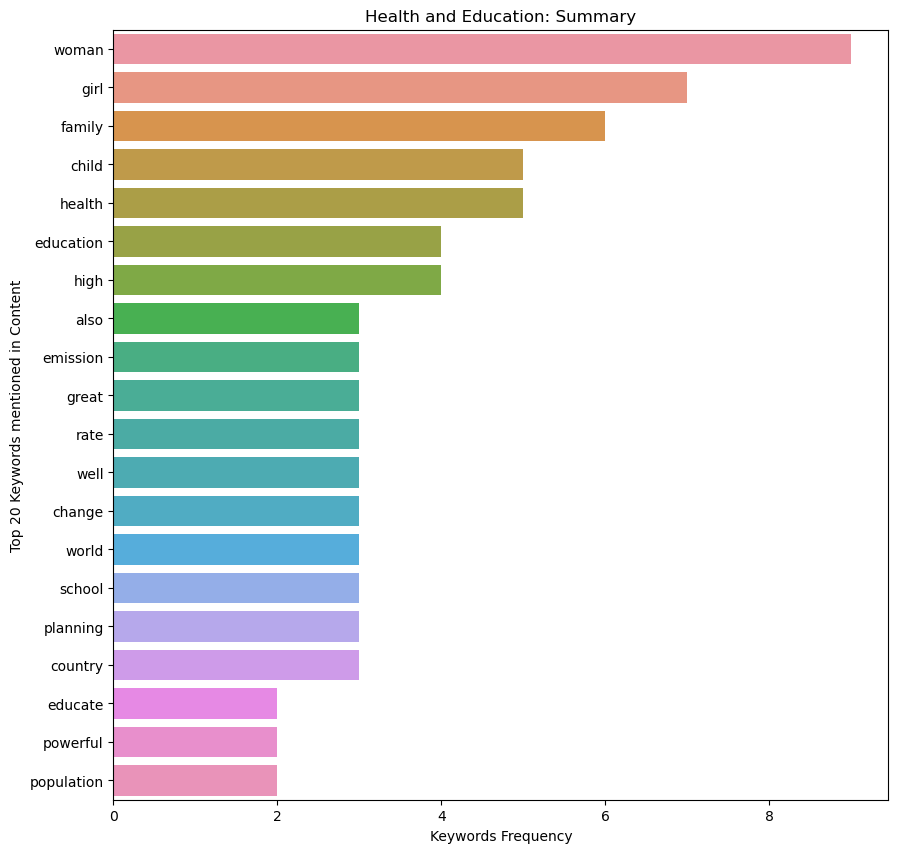 Health and Education: Summary
Top 20 Keywords mentioned in Content
woman
girl
family
child
health
education
high
also
emission
great
rate
well
change
world
school
planning
country
educate
powerful
population
0 2 4 6 8
Keywords Frequency